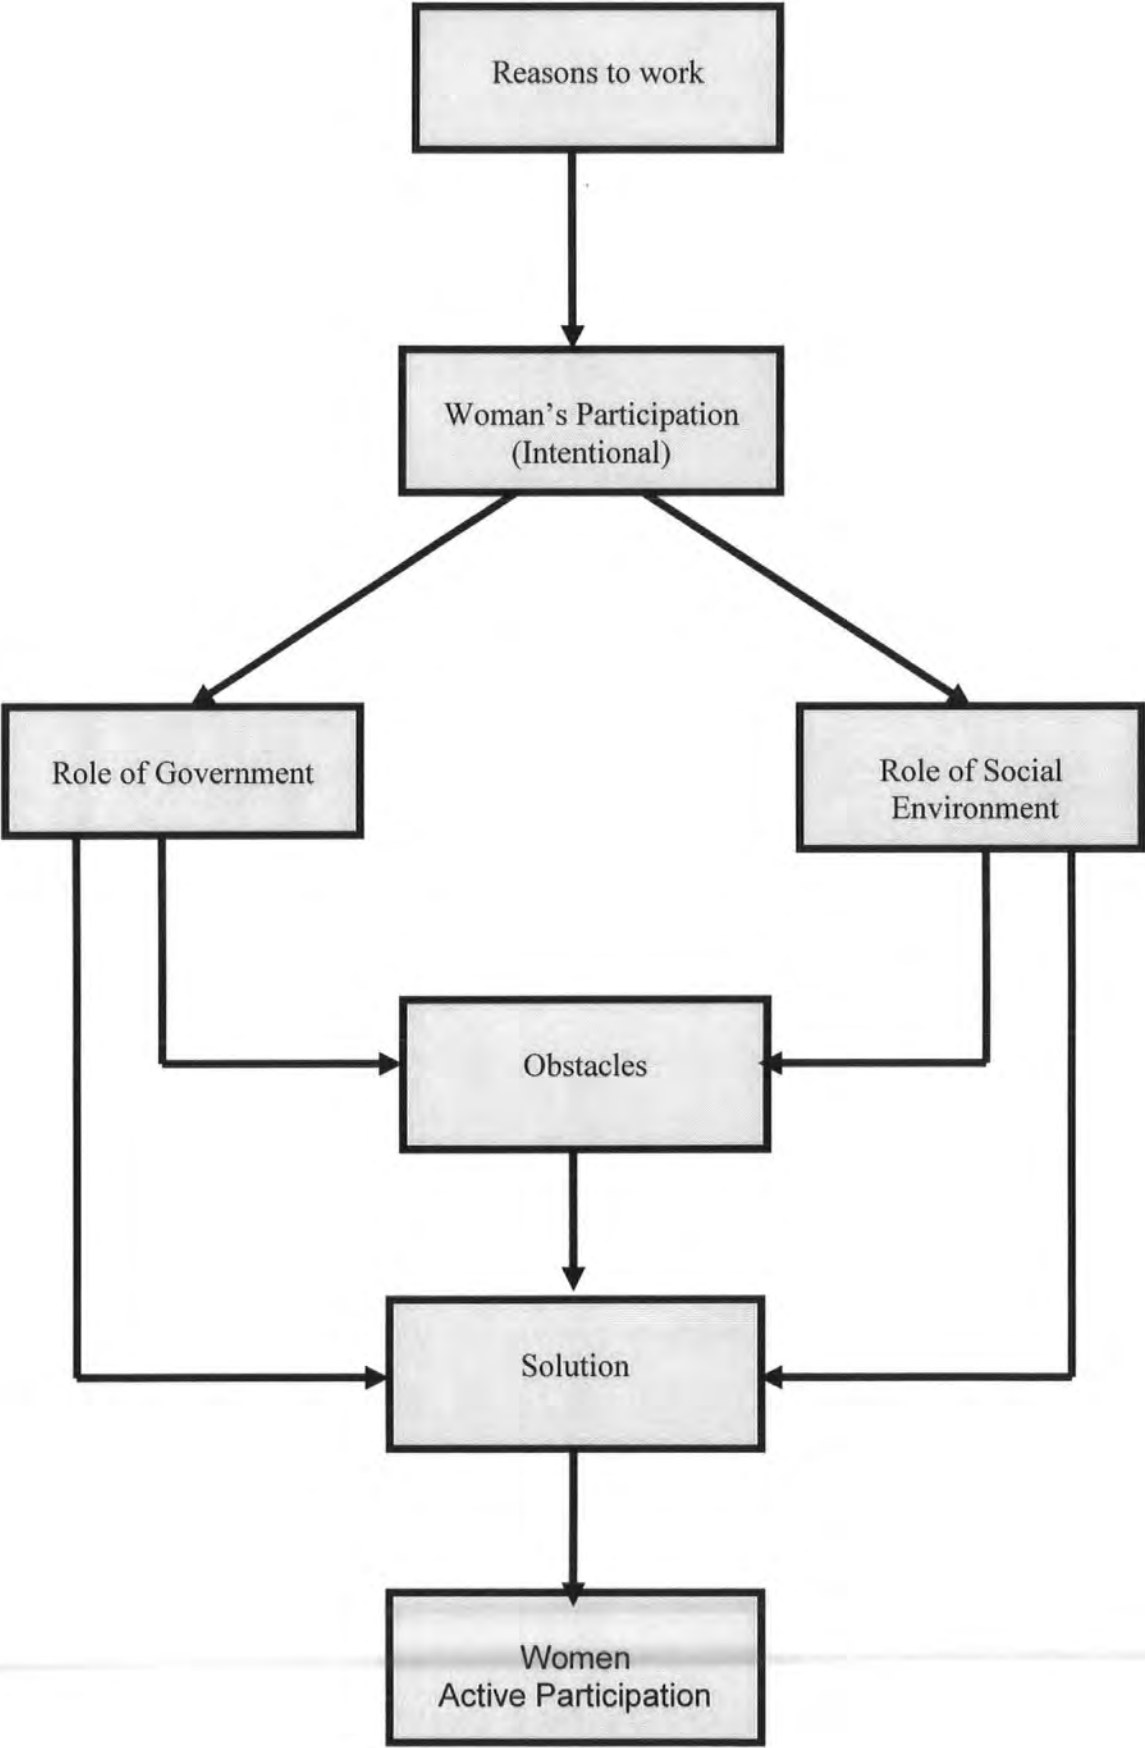 Reasons to work
Woman's Participation
(Intentional)
Role of Government
Role of Social
Environment
Obstacles
Solution
Women
Active Participation